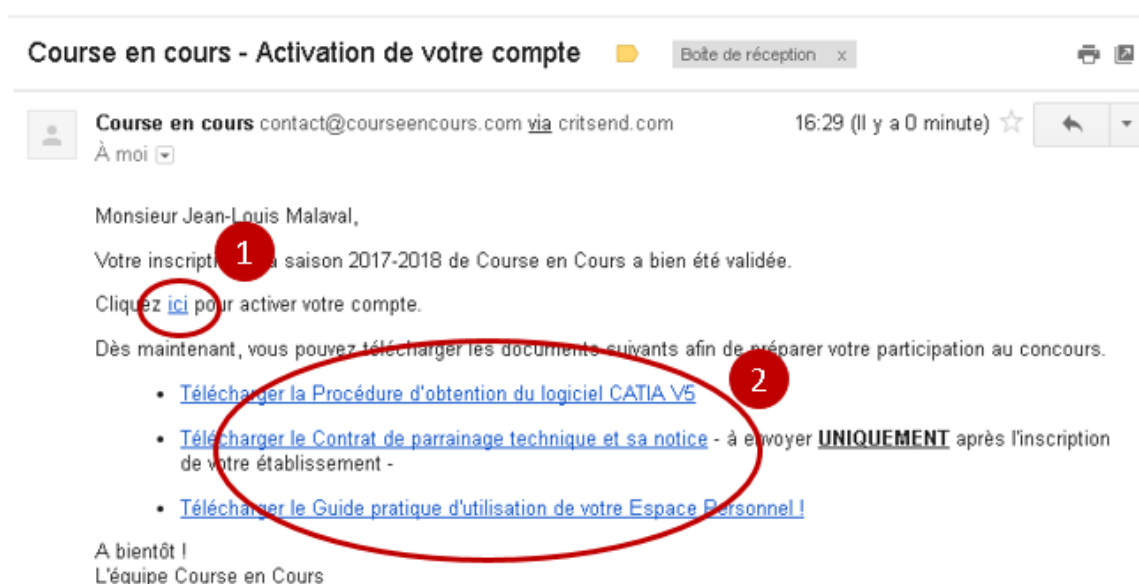 Course en cours - Activation de votre compte
Boîte de réception x
Course en cours contact@courseencours.com via critsend.com
16:29 (Il y a 0 minute)
À moi
Monsieur Jean-Louis Malaval,
1
Votre inscripti a saison 2017-2018 de Course en Cours a bien été validée.
Cliquez ici pour activer votre compte.
Dès maintenant, vous pouvez télécharger les documents suivants afin de préparer votre participation au concours.
2
• Télécharger la Procédure d'obtention du logiciel CATIA V5
• Télécharger le Contrat de parrainage technique et sa notice - à envoyer UNIQUEMENT après l'inscription
de votre établissement -
• Télécharger le Guide pratique d'utilisation de votre Espace Personnel !
A bientôt !
L'équipe Course en Cours